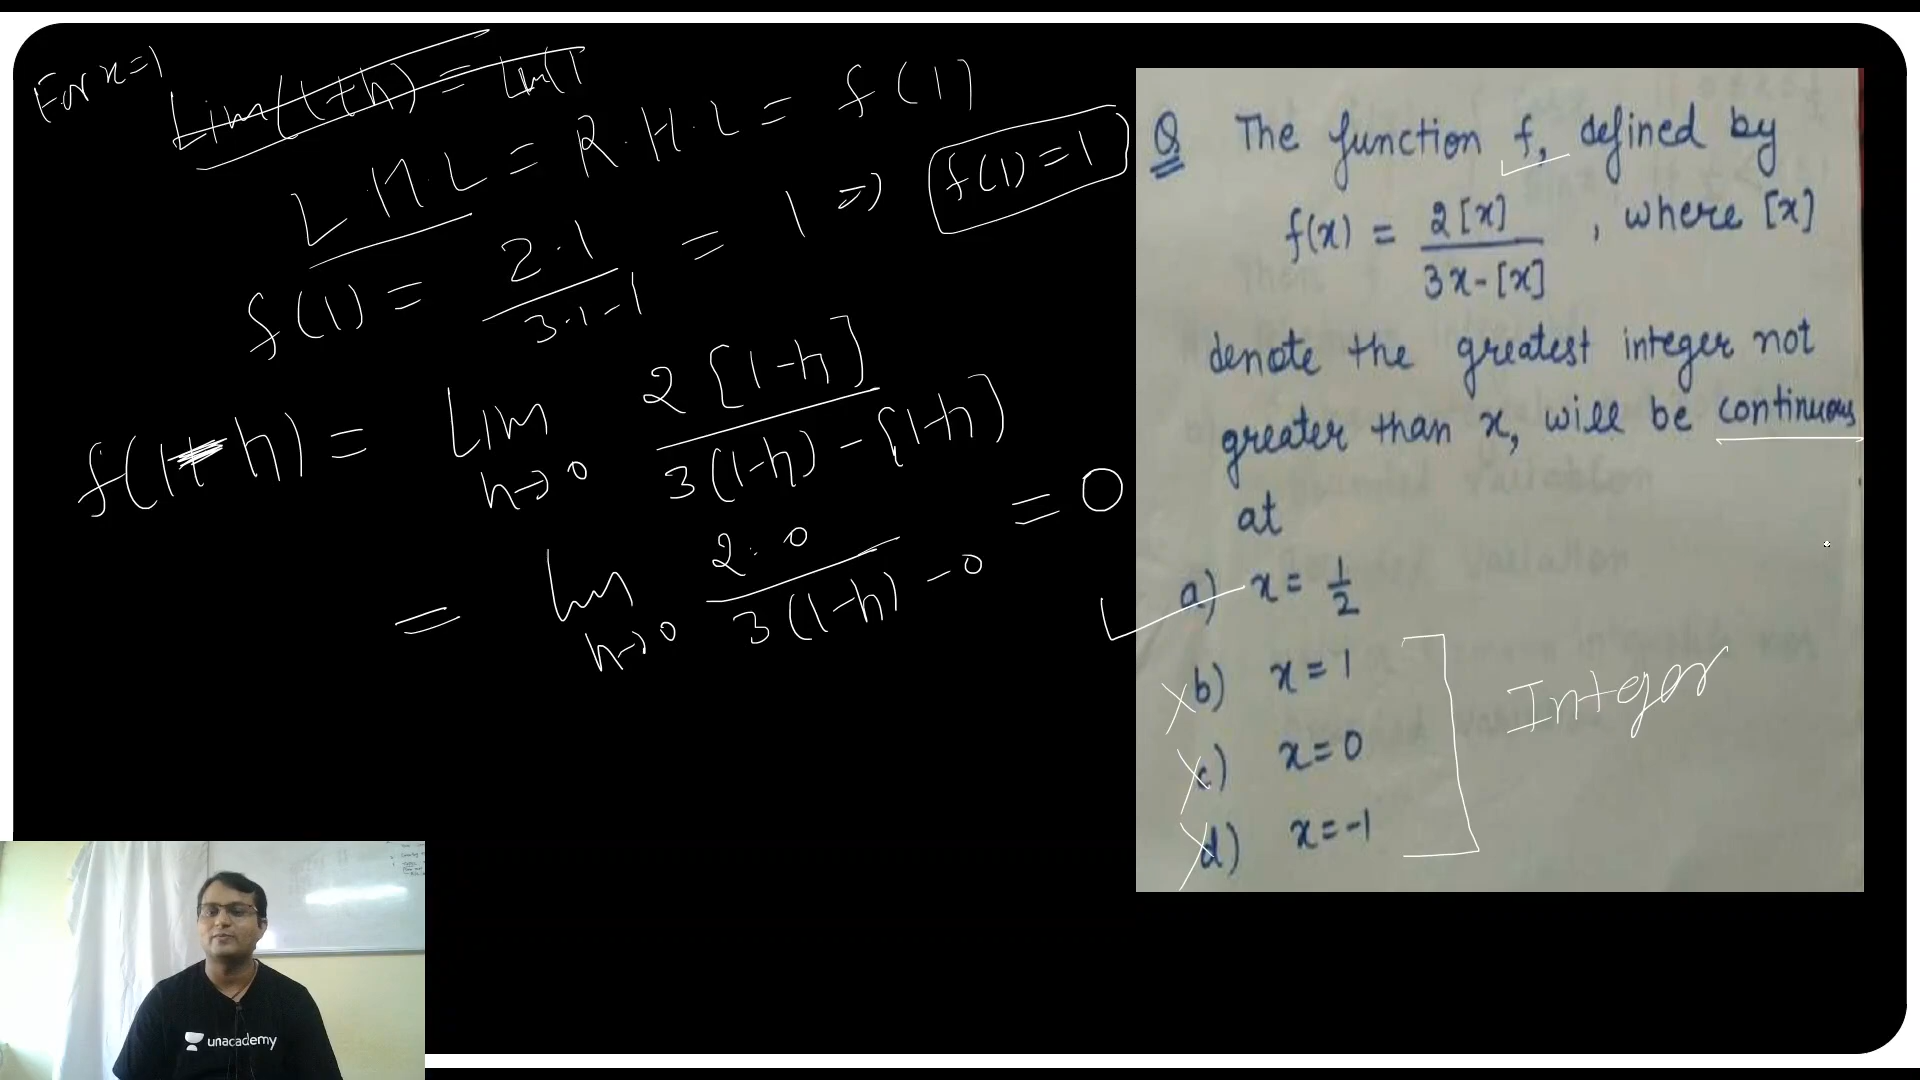 For x=1
Lim(1+h) = Lim
L.H.L = R.H.L = f(1)
f(1) = 2·1 / 3·1-1 = 1 ⇒ f(1)=1
f(1-h) = Lim h→0 2[1-h] / 3(1-h) - [1-h]
= lim h→0 2·0 / 3(1-h) - 0 = 0
Q The function f, defined by
f(x) = 2[x] / 3x-[x] , where [x]
denote the greatest integer not
greater than x, will be continuous
at
a) x = 1/2
b) x = 1
c) x = 0
d) x = -1
Integer
unacademy